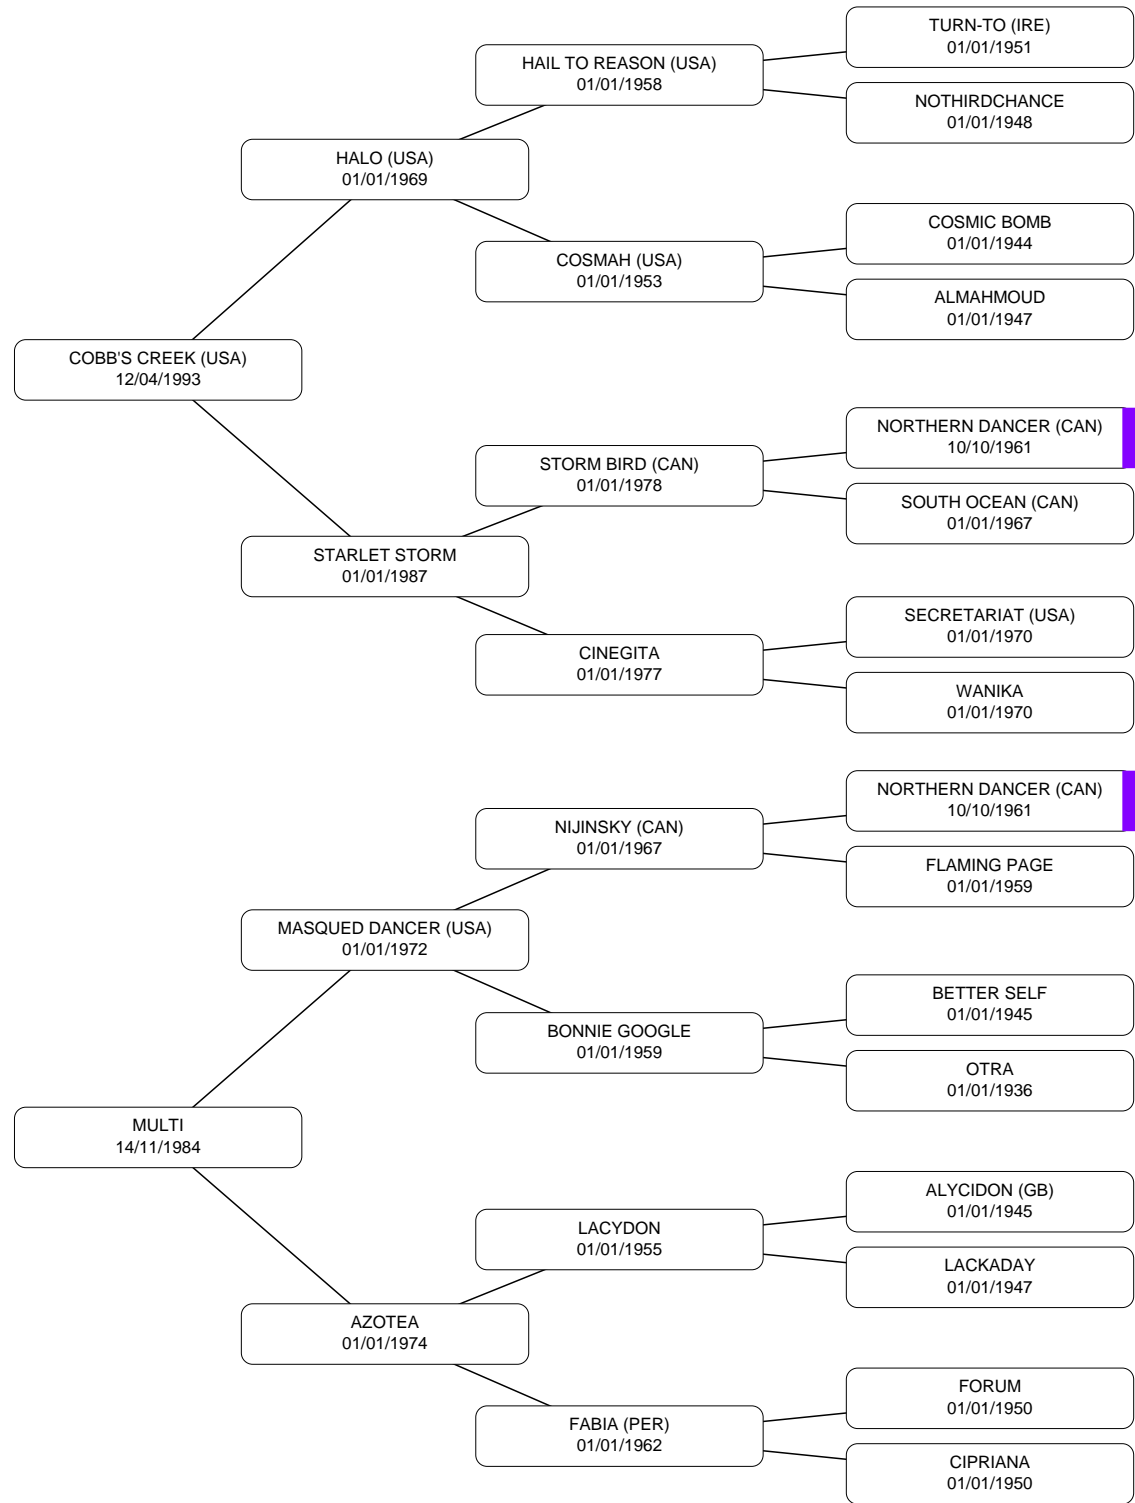 TURN-TO (IRE)
01/01/1951
HAIL TO REASON (USA)
01/01/1958
NOTHIRDCHANCE
01/01/1948
HALO (USA)
01/01/1969
COSMIC BOMB
01/01/1944
COSMAH (USA)
01/01/1953
ALMAHMOUD
01/01/1947
COBB'S CREEK (USA)
12/04/1993
NORTHERN DANCER (CAN)
10/10/1961
STORM BIRD (CAN)
01/01/1978
SOUTH OCEAN (CAN)
01/01/1967
STARLET STORM
01/01/1987
SECRETARIAT (USA)
01/01/1970
CINEGITA
01/01/1977
WANIKA
01/01/1970
NORTHERN DANCER (CAN)
10/10/1961
NIJINSKY (CAN)
01/01/1967
FLAMING PAGE
01/01/1959
MASQUED DANCER (USA)
01/01/1972
BETTER SELF
01/01/1945
BONNIE GOOGLE
01/01/1959
OTRA
01/01/1936
MULTI
14/11/1984
ALYCIDON (GB)
01/01/1945
LACYDON
01/01/1955
LACKADAY
01/01/1947
AZOTEA
01/01/1974
FORUM
01/01/1950
FABIA (PER)
01/01/1962
CIPRIANA
01/01/1950